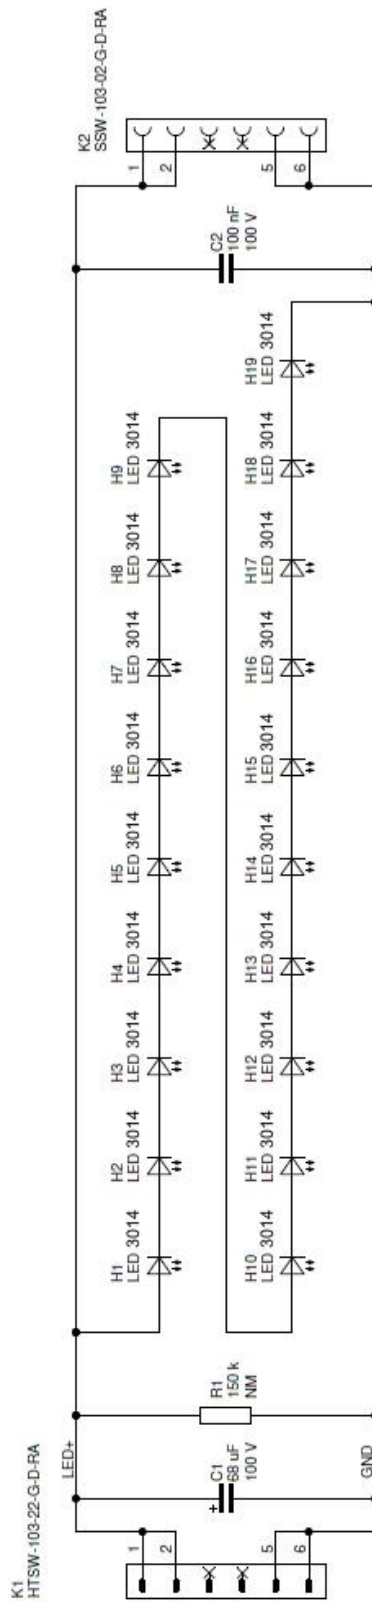 K1
HTSW-103-22-G-D-RA
1
2
5
6
LED+
GND
C1
68 uF
100 V
R1
150 k
NM
H1
LED 3014
H2
LED 3014
H3
LED 3014
H4
LED 3014
H5
LED 3014
H6
LED 3014
H7
LED 3014
H8
LED 3014
H9
LED 3014
H10
LED 3014
H11
LED 3014
H12
LED 3014
H13
LED 3014
H14
LED 3014
H15
LED 3014
H16
LED 3014
H17
LED 3014
H18
LED 3014
H19
LED 3014
C2
100 nF
100 V
K2
SSW-103-02-G-D-RA
1
2
5
6